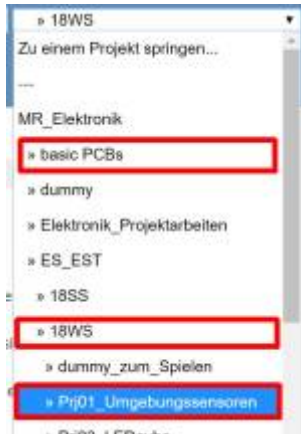 » 18WS
Zu einem Projekt springen...
---
MR_Elektronik
» basic PCBs
» dummy
» Elektronik_Projektarbeiten
» ES_EST
» 18SS
» 18WS
» dummy_zum_Spielen
» Prj01_Umgebungssensoren